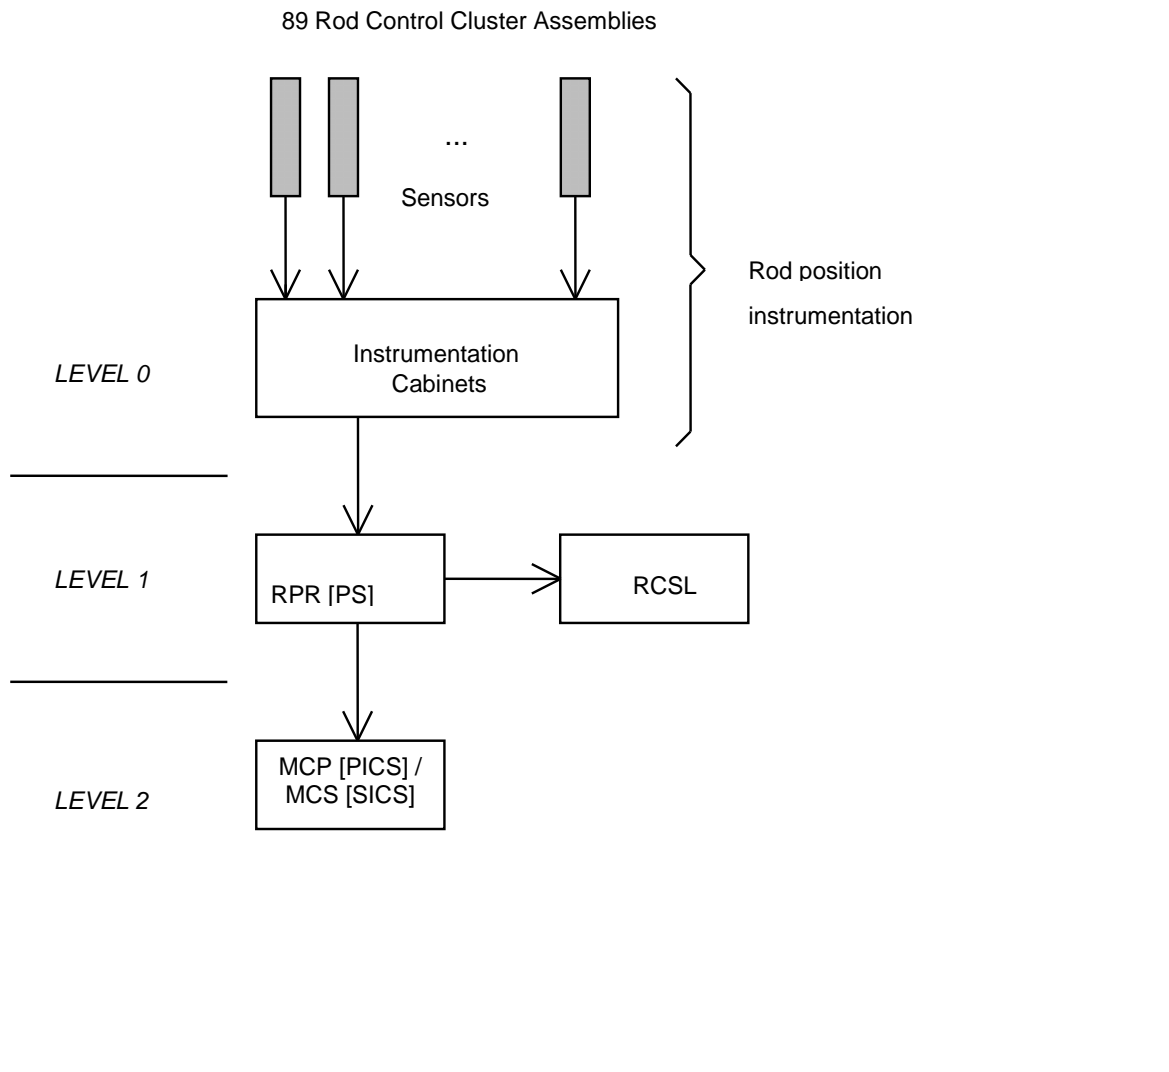 89 Rod Control Cluster Assemblies
...
Sensors
Rod position
instrumentation
Instrumentation
Cabinets
LEVEL 0
LEVEL 1
RPR [PS]
RCSL
MCP [PICS] /
MCS [SICS]
LEVEL 2